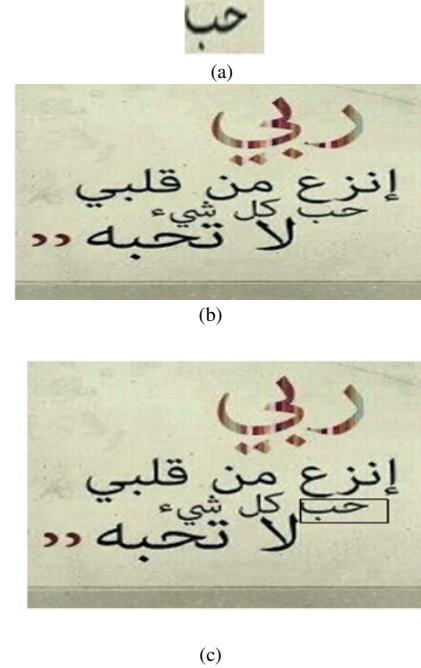 حب
(a)
ربي
إنزع من قلبي
حب كل شيء
لا تحبه ,,
(b)
ربي
إنزع من قلبي
حب كل شيء
لا تحبه ,,
(c)